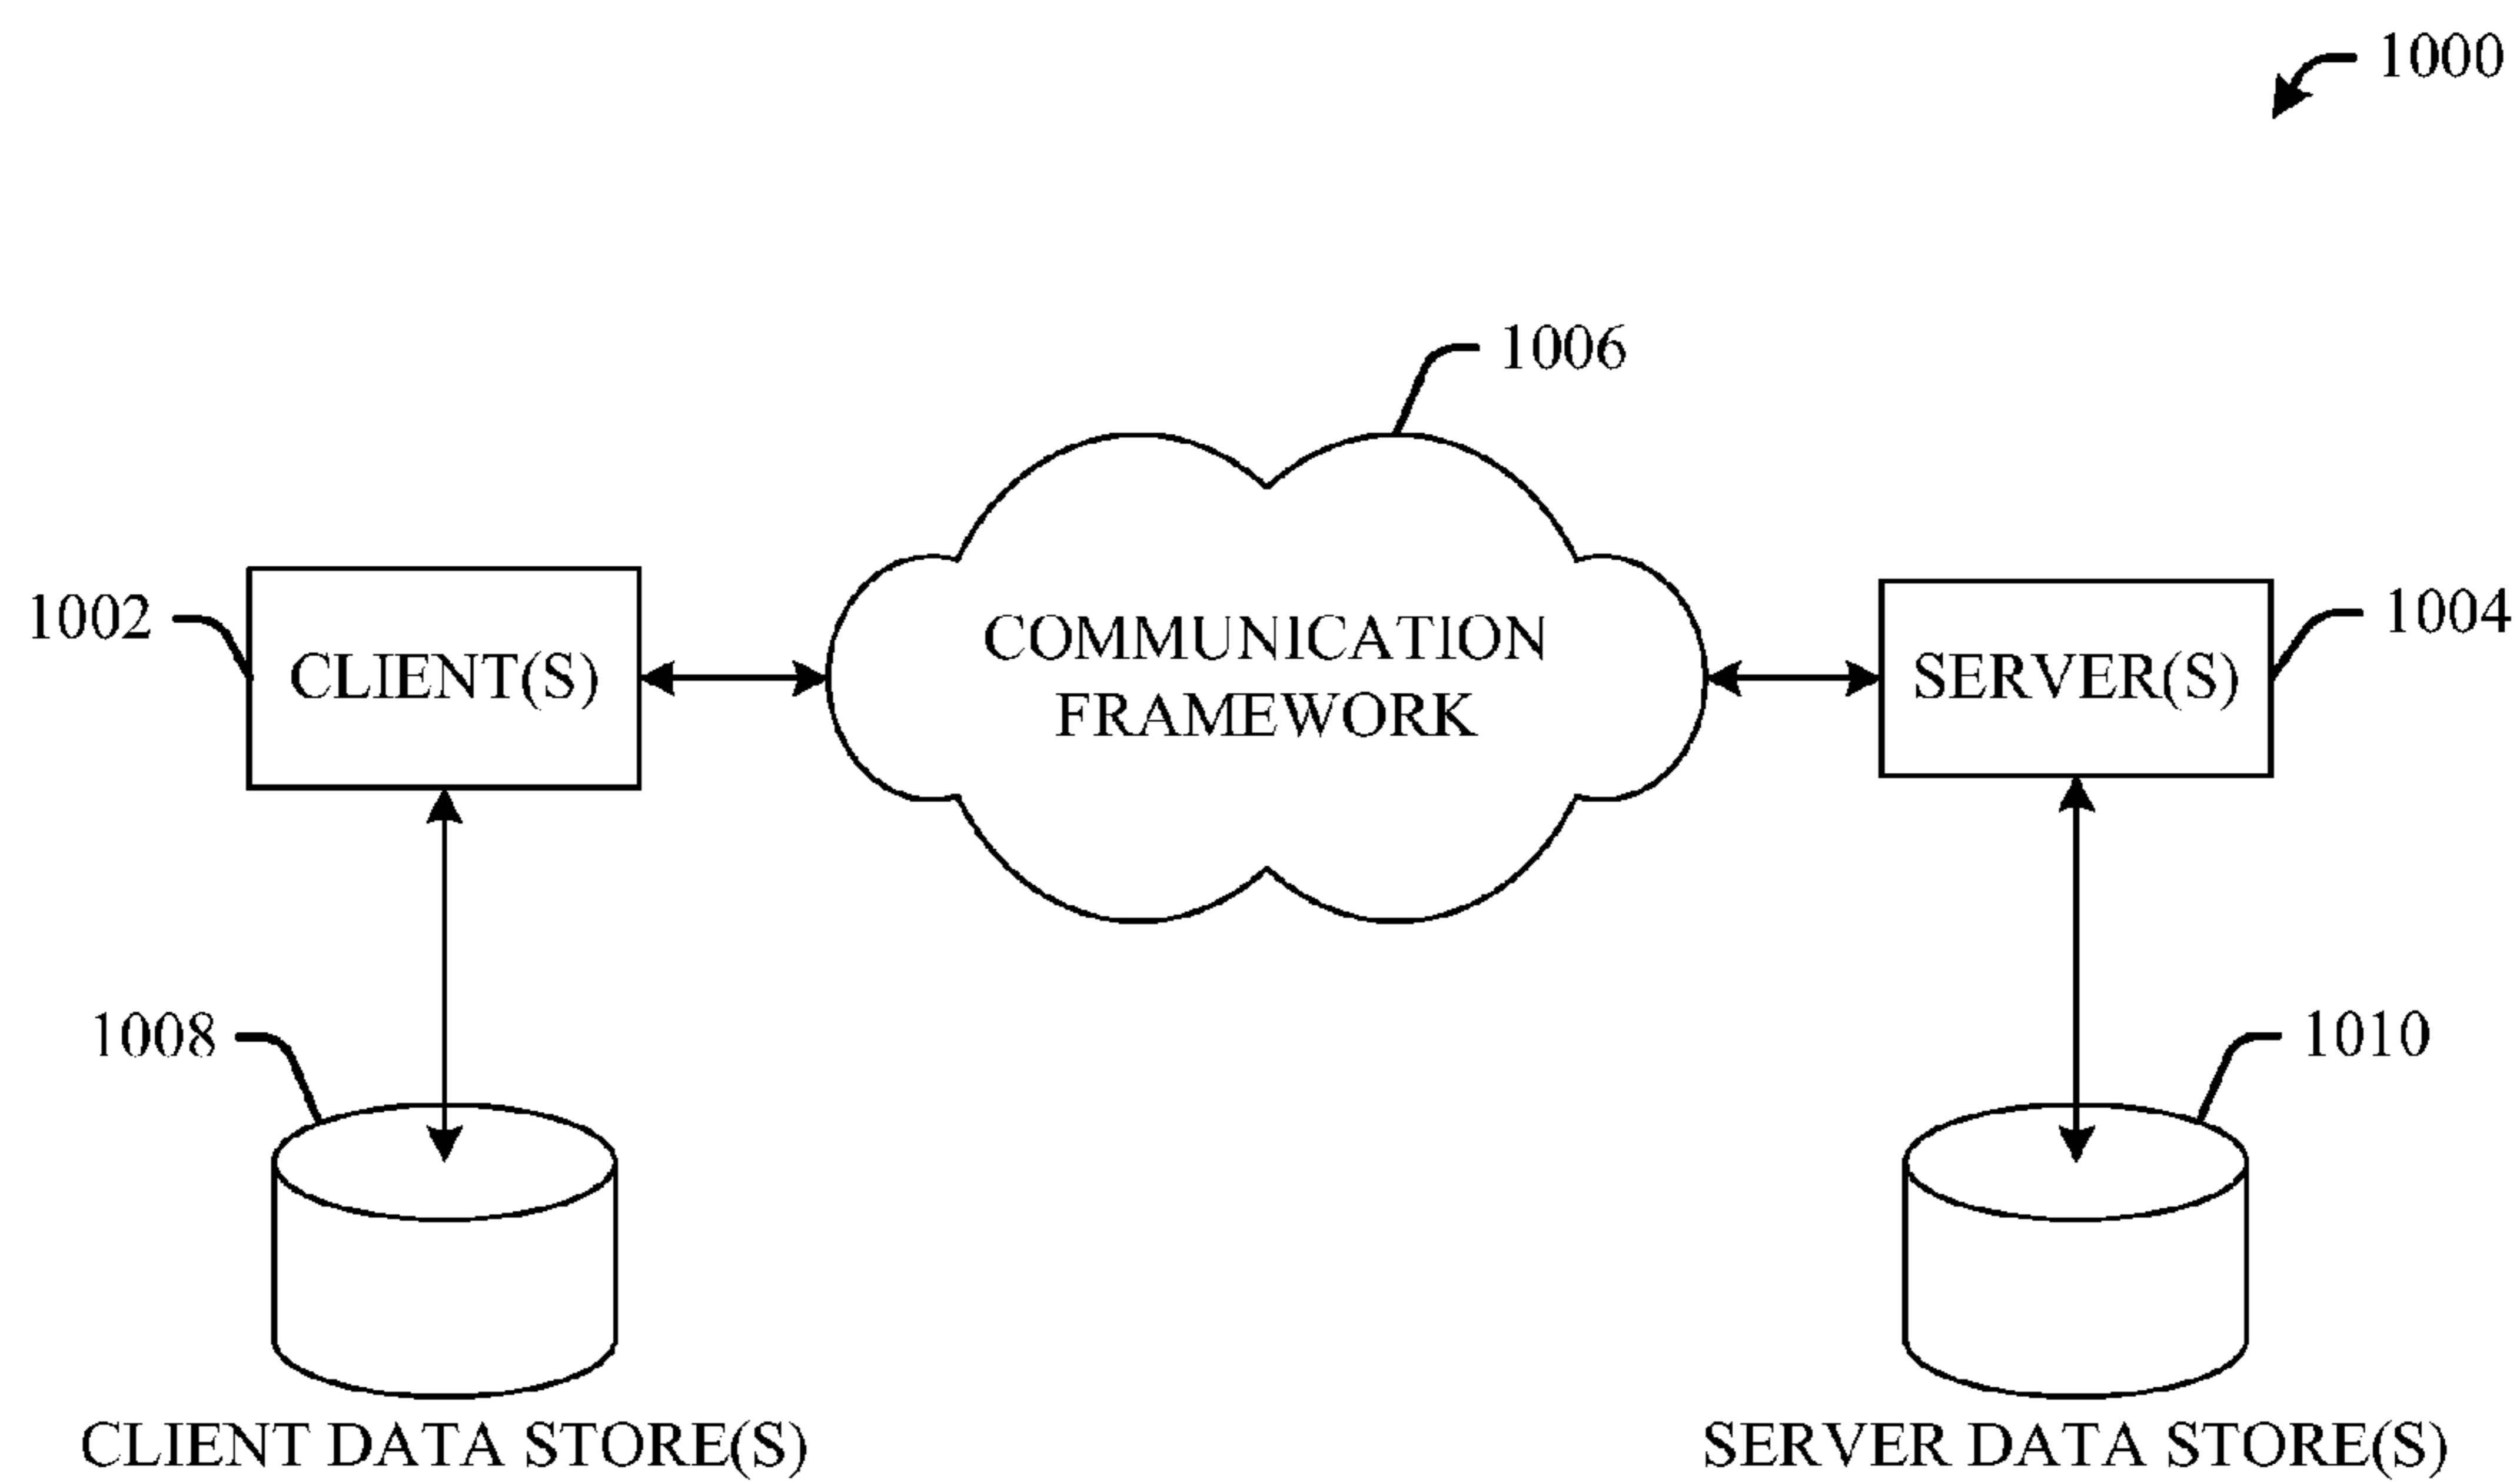 1000
1006
1002
CLIENT(S)
COMMUNICATION
FRAMEWORK
SERVER(S)
1004
1008
1010
CLIENT DATA STORE(S)
SERVER DATA STORE(S)